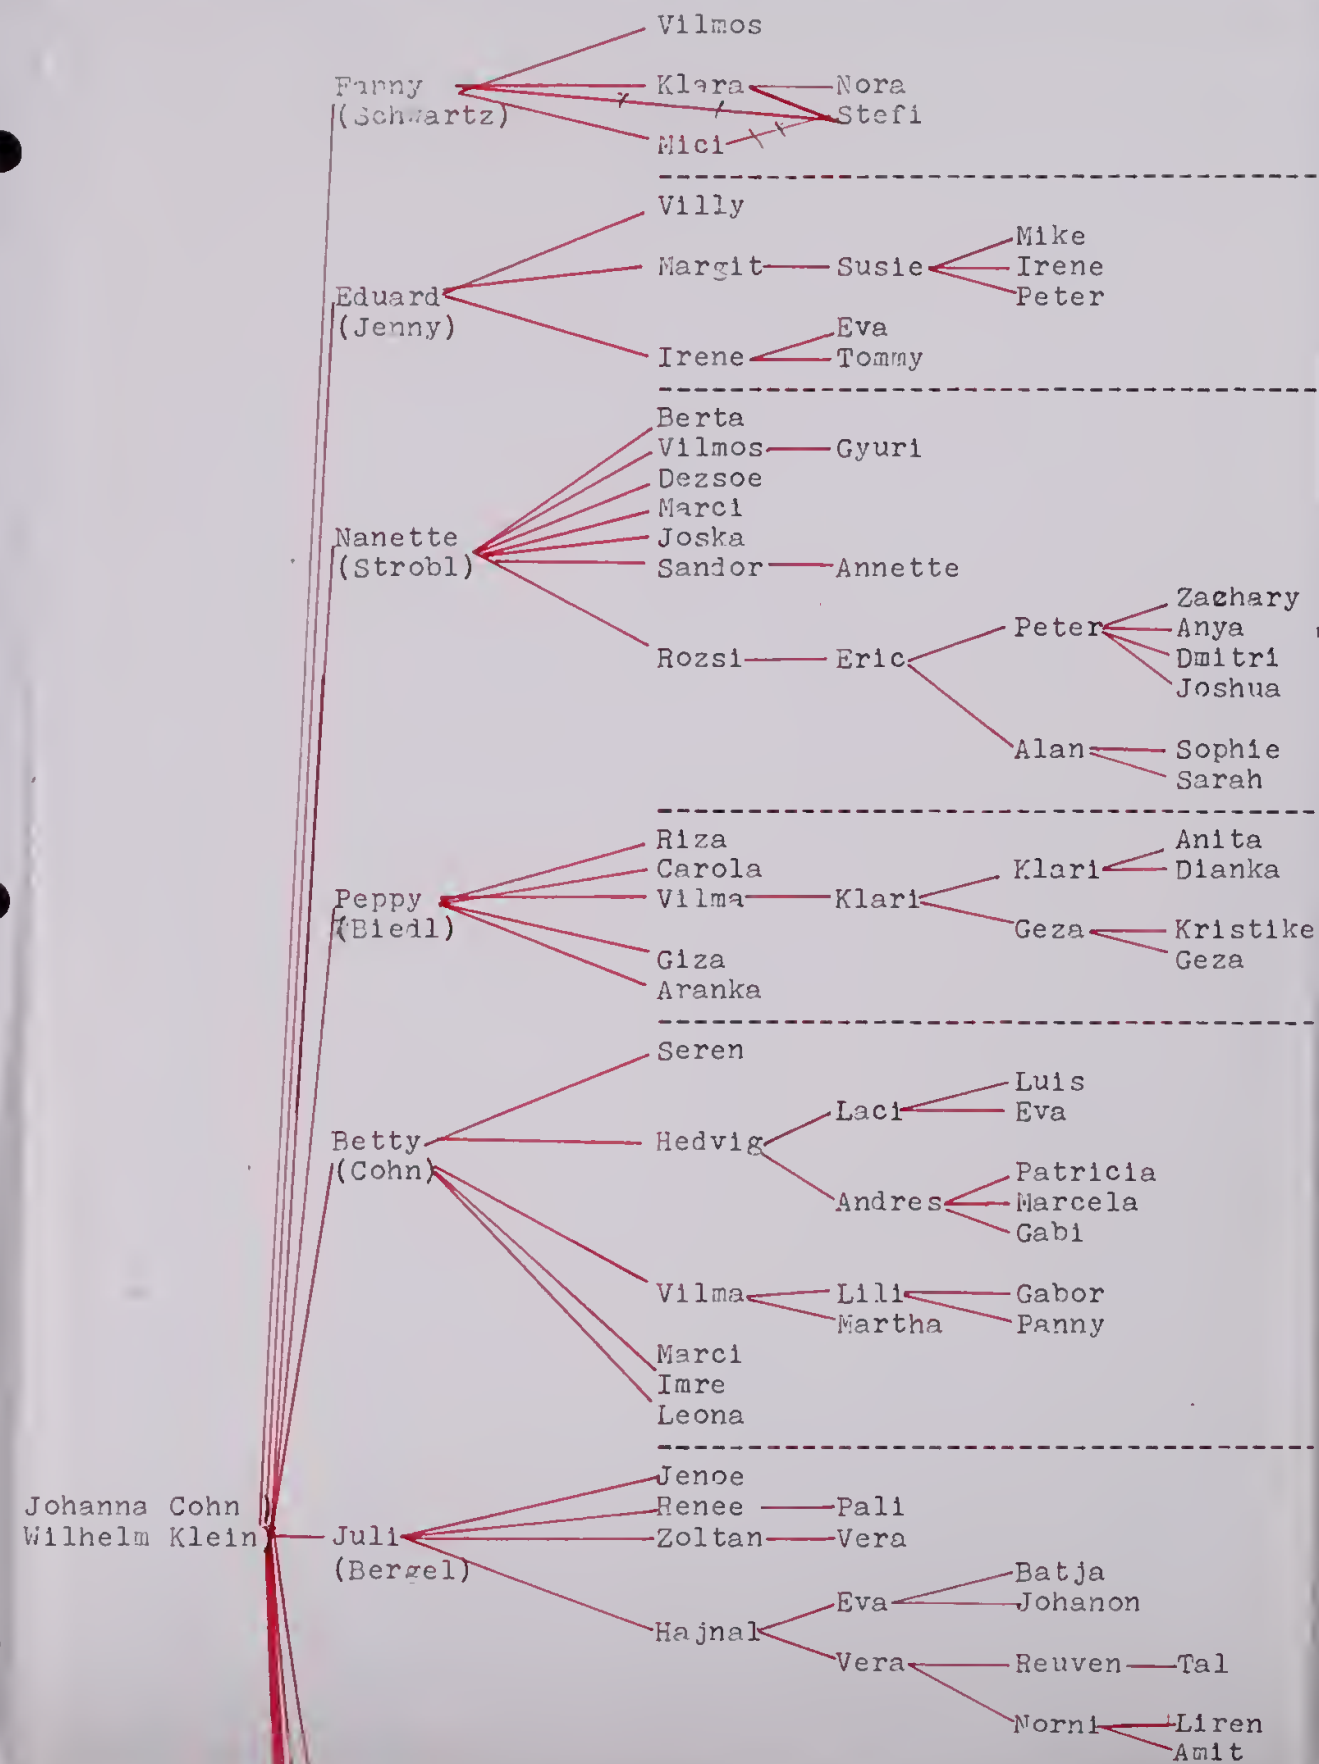 Vilmos
Fanny Klara Nora
(Schwartz) Stefi
Mici
Villy
Mike
Margit Susie Irene
Eduard Peter
(Jenny) Eva
Irene Tommy
Berta
Vilmos Gyuri
Dezsoe
Marci
Nanette Joska
(Strobl) Sandor Annette
Zachary
Peter Anya
Rozsi Eric Dmitri
Joshua
Alan Sophie
Sarah
Riza Anita
Carola Klari Dianka
Peppy Vilma Klari
(Biedl) Geza Kristike
Giza Geza
Aranka
Seren
Luis
Laci Eva
Betty Hedvig
(Cohn) Patricia
Andres Marcela
Gabi
Vilma Lili Gabor
Martha Panny
Marci
Imre
Leona
Jenoe
Johanna Cohn ) Renee Pali
Wilhelm Klein) Juli Zoltan Vera
(Bergel) Batja
Eva Johanon
Hajnal
Vera Reuven Tal
Norni Liren
Amit